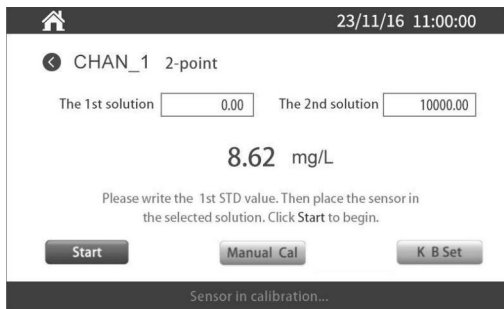 23/11/16 11:00:00
CHAN_1 2-point
The 1st solution 0.00 The 2nd solution 10000.00
8.62 mg/L
Please write the 1st STD value. Then place the sensor in
the selected solution. Click Start to begin.
Start Manual Cal K B Set
Sensor in calibration...